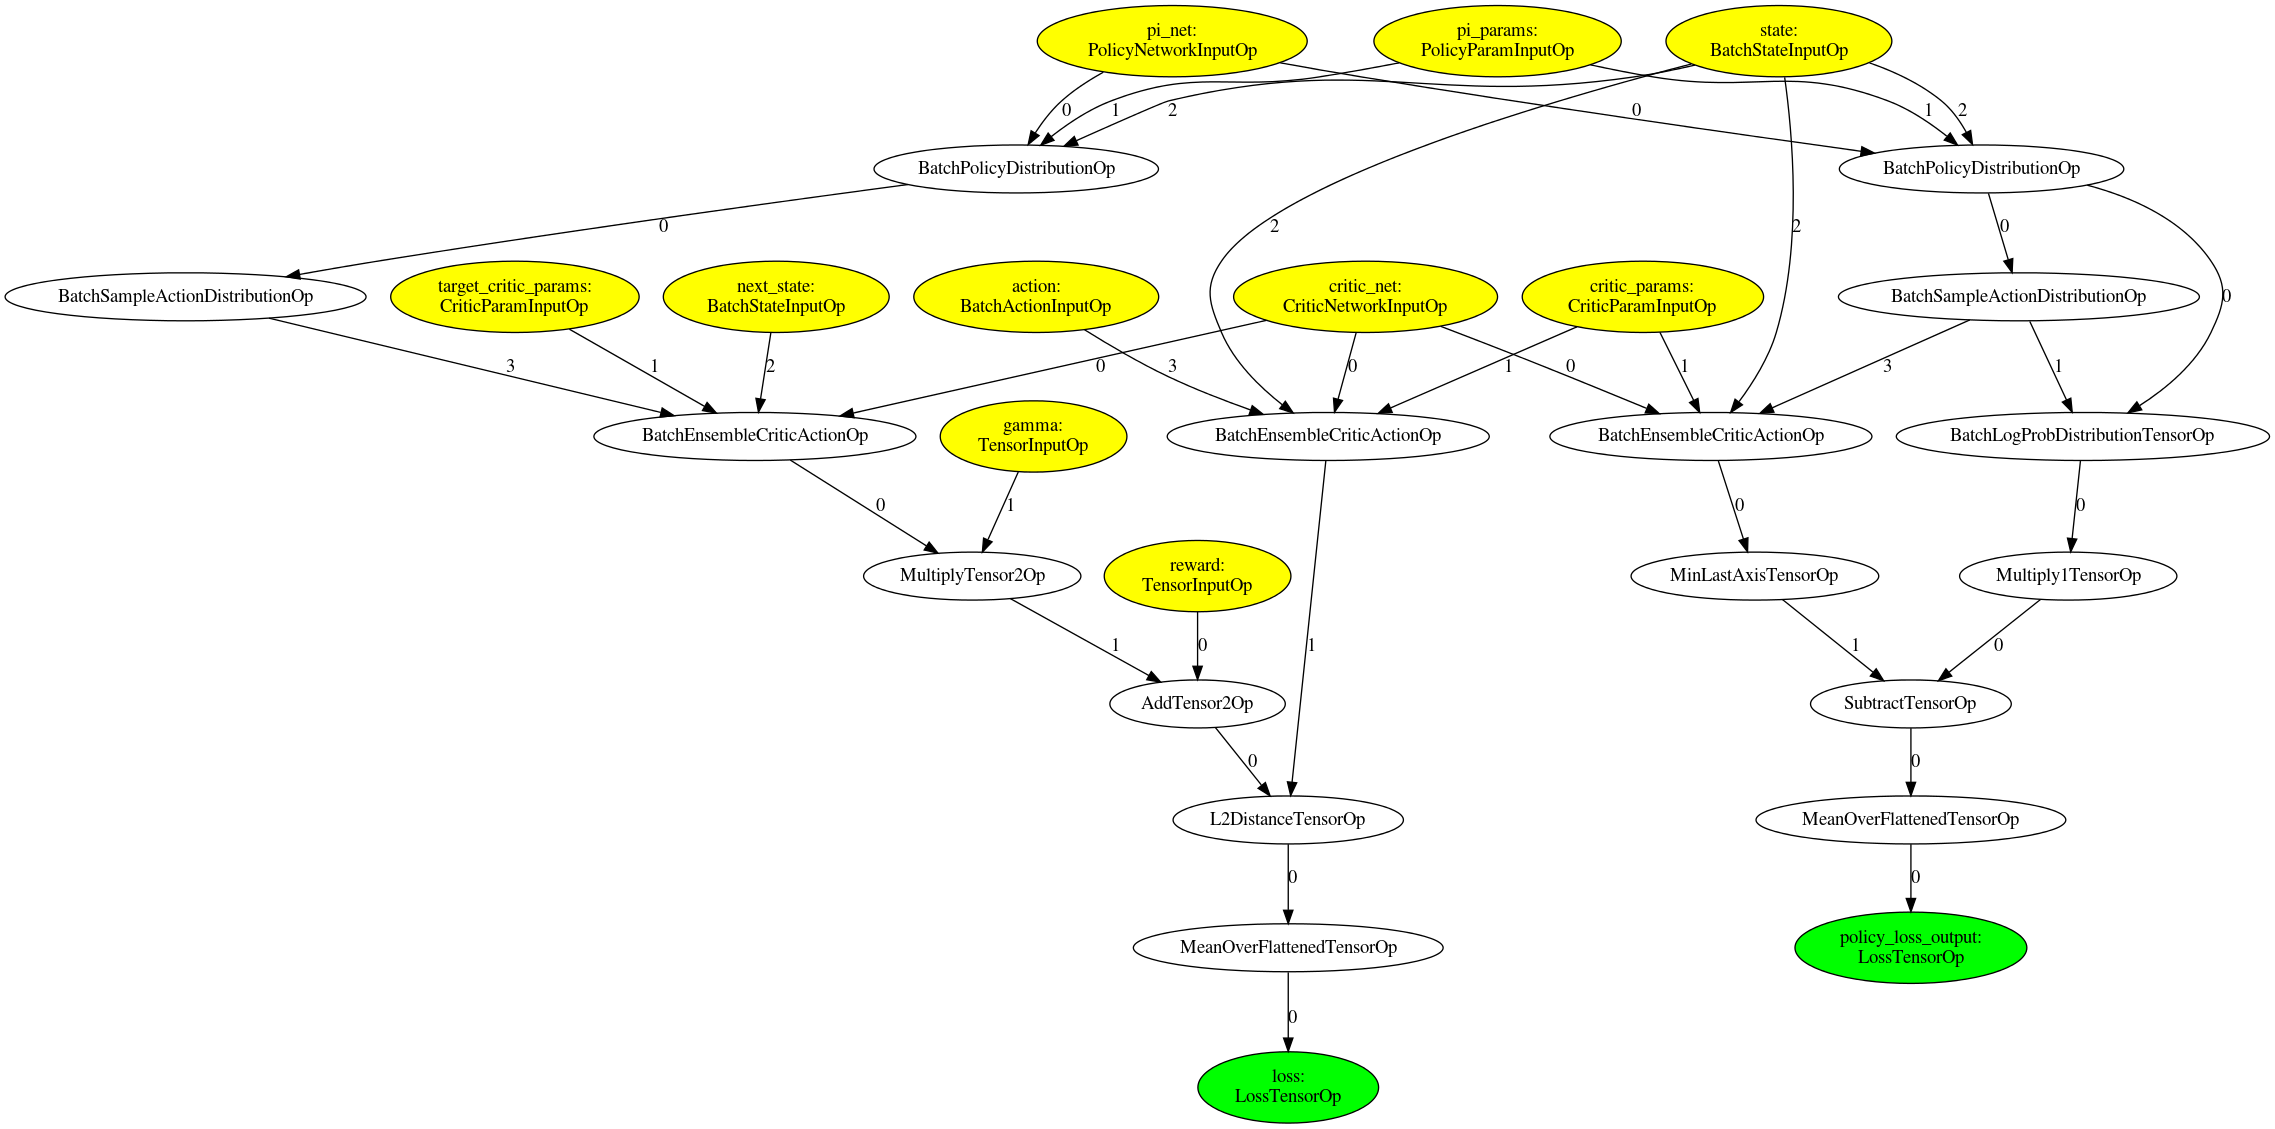 pi_net:
PolicyNetworkInputOp
pi_params:
PolicyParamInputOp
state:
BatchStateInputOp
0
1
2
0
1
2
BatchPolicyDistributionOp
BatchPolicyDistributionOp
0
2
2
0
0
BatchSampleActionDistributionOp
target_critic_params:
CriticParamInputOp
next_state:
BatchStateInputOp
action:
BatchActionInputOp
critic_net:
CriticNetworkInputOp
critic_params:
CriticParamInputOp
BatchSampleActionDistributionOp
3
1
2
0
3
0
1
0
1
3
1
BatchEnsembleCriticActionOp
gamma:
TensorInputOp
BatchEnsembleCriticActionOp
BatchEnsembleCriticActionOp
BatchLogProbDistributionTensorOp
0
1
0
0
MultiplyTensor2Op
reward:
TensorInputOp
MinLastAxisTensorOp
Multiply1TensorOp
1
0
1
1
0
AddTensor2Op
SubtractTensorOp
0
0
L2DistanceTensorOp
MeanOverFlattenedTensorOp
0
0
MeanOverFlattenedTensorOp
policy_loss_output:
LossTensorOp
0
loss:
LossTensorOp